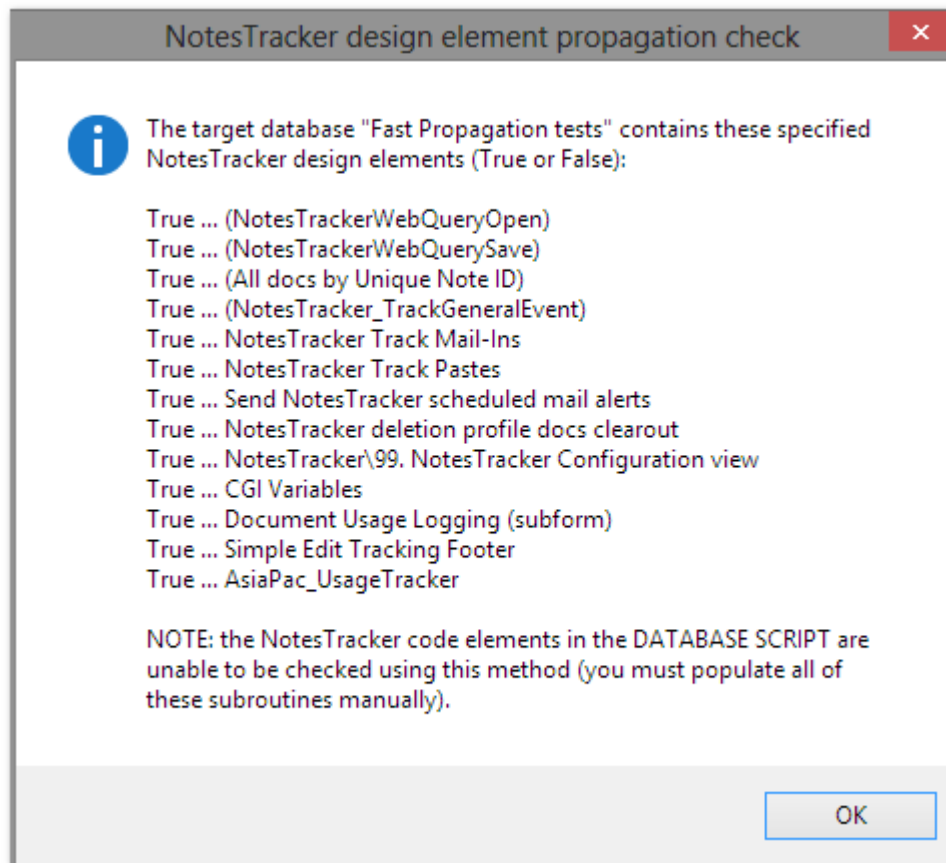 NotesTracker design element propagation check
The target database "Fast Propagation tests" contains these specified
NotesTracker design elements (True or False):
True ... (NotesTrackerWebQueryOpen)
True ... (NotesTrackerWebQuerySave)
True ... (All docs by Unique Note ID)
True ... (NotesTracker_TrackGeneralEvent)
True ... NotesTracker Track Mail-Ins
True ... NotesTracker Track Pastes
True ... Send NotesTracker scheduled mail alerts
True ... NotesTracker deletion profile docs clearout
True ... NotesTracker\99. NotesTracker Configuration view
True ... CGI Variables
True ... Document Usage Logging (subform)
True ... Simple Edit Tracking Footer
True ... AsiaPac_UsageTracker
NOTE: the NotesTracker code elements in the DATABASE SCRIPT are
unable to be checked using this method (you must populate all of
these subroutines manually).
OK